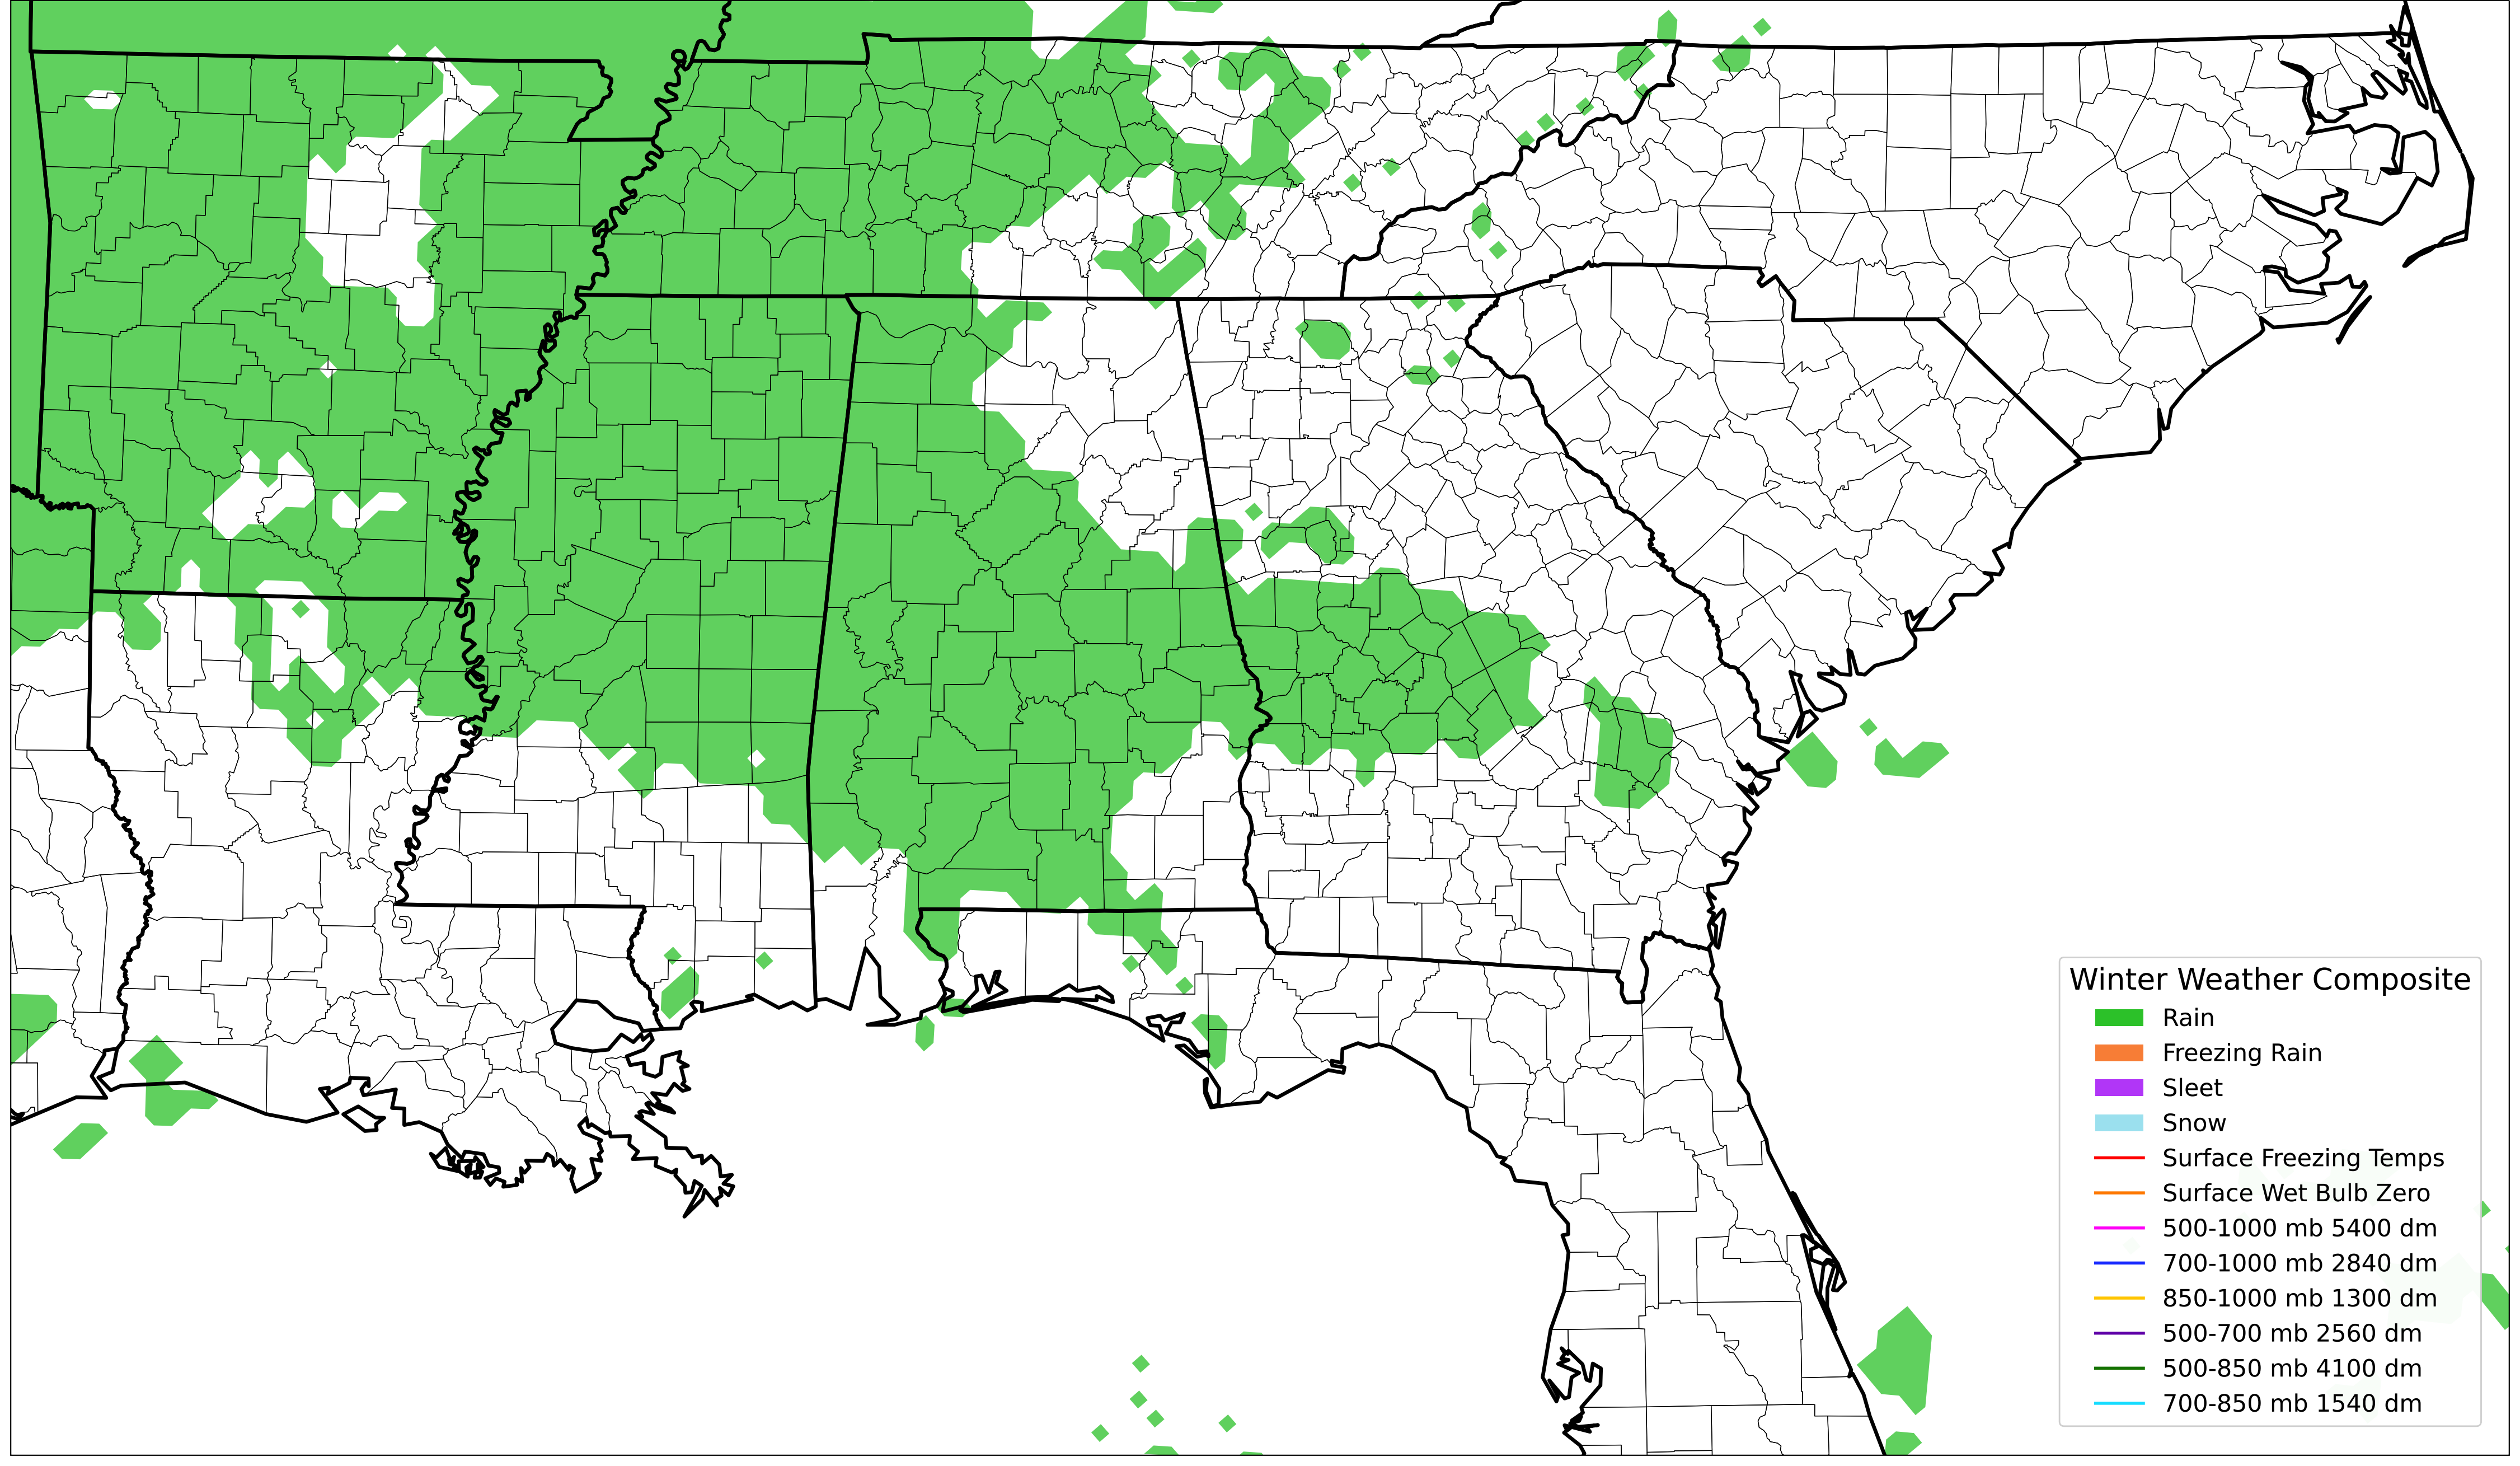 Winter Weather Composite
Rain
Freezing Rain
Sleet
Snow
Surface Freezing Temps
Surface Wet Bulb Zero
500-1000 mb 5400 dm
700-1000 mb 2840 dm
850-1000 mb 1300 dm
500-700 mb 2560 dm
500-850 mb 4100 dm
700-850 mb 1540 dm